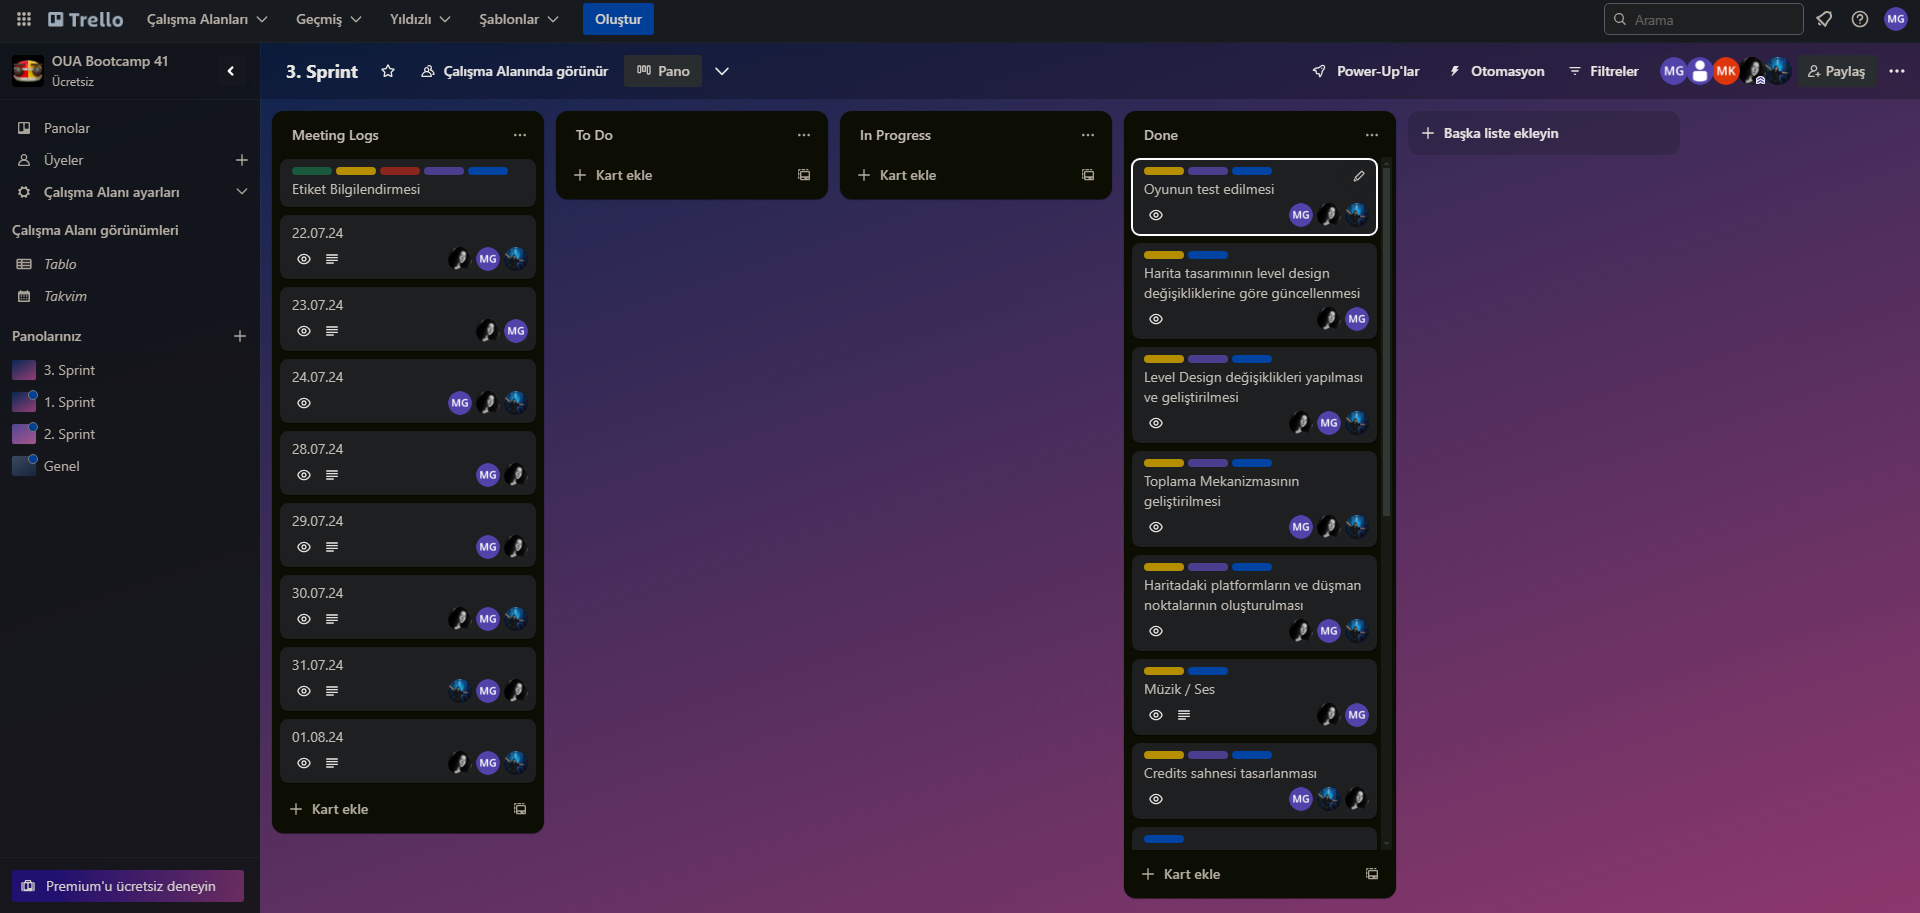 Trello
Çalışma Alanları
Geçmiş
Yıldızlı
Şablonlar
Oluştur
Arama
MG
OUA Bootcamp 41
Ücretsiz
3. Sprint
Çalışma Alanında görünür
Pano
Power-Up'lar
Otomasyon
Filtreler
MG
MK
Paylaş
Panolar
Üyeler
Çalışma Alanı ayarları
Çalışma Alanı görünümleri
Tablo
Takvim
Panolarınız
3. Sprint
1. Sprint
2. Sprint
Genel
Premium'u ücretsiz deneyin
Meeting Logs
Etiket Bilgilendirmesi
22.07.24
MG
23.07.24
MG
24.07.24
MG
28.07.24
MG
29.07.24
MG
30.07.24
MG
31.07.24
MG
01.08.24
MG
Kart ekle
To Do
Kart ekle
In Progress
Kart ekle
Done
Oyunun test edilmesi
MG
Harita tasarımının level design
değişikliklerine göre güncellenmesi
MG
Level Design değişiklikleri yapılması
ve geliştirilmesi
MG
Toplama Mekanizmasının
geliştirilmesi
MG
Haritadaki platformların ve düşman
noktalarının oluşturulması
MG
Müzik / Ses
MG
Credits sahnesi tasarlanması
MG
Kart ekle
Başka liste ekleyin